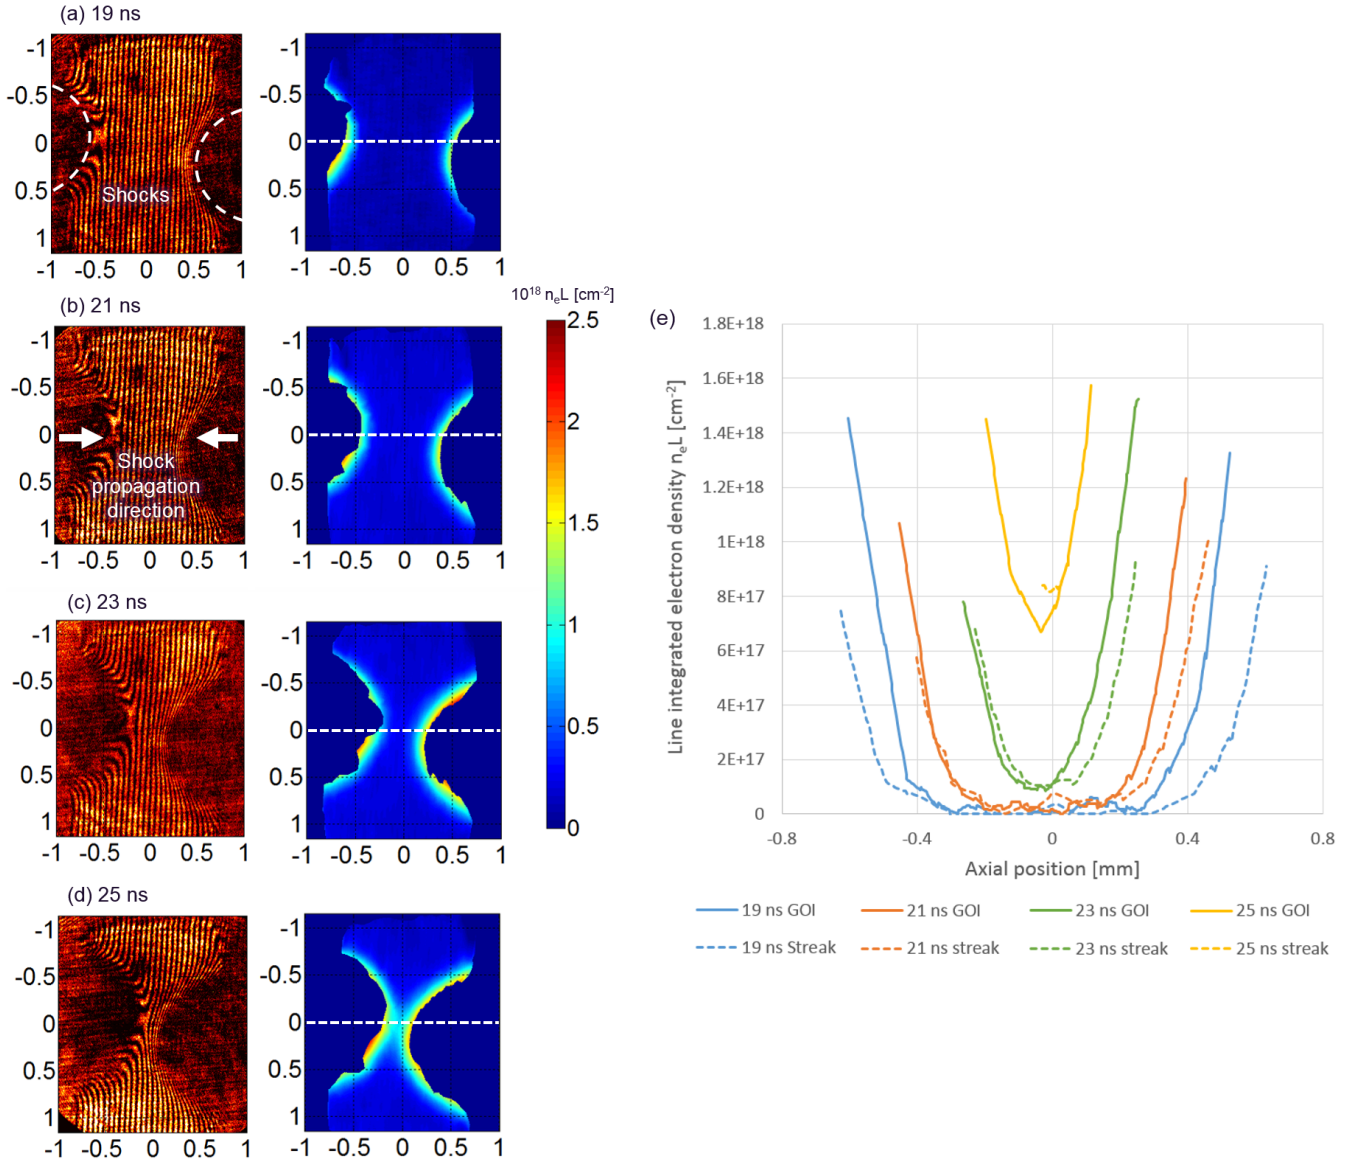 (a) 19 ns
-1
-0.5
0
0.5
1
-1 -0.5 0 0.5 1
Shocks
-1
-0.5
0
0.5
1
-1 -0.5 0 0.5 1
(b) 21 ns
-1
-0.5
0
0.5
1
-1 -0.5 0 0.5 1
Shock
propagation
direction
-1
-0.5
0
0.5
1
-1 -0.5 0 0.5 1
10¹⁸ nₑL [cm⁻²]
2.5
2
1.5
1
0.5
0
(c) 23 ns
-1
-0.5
0
0.5
1
-1 -0.5 0 0.5 1
-1
-0.5
0
0.5
1
-1 -0.5 0 0.5 1
(d) 25 ns
-1
-0.5
0
0.5
1
-1 -0.5 0 0.5 1
-1
-0.5
0
0.5
1
-1 -0.5 0 0.5 1
(e)
Line integrated electron density nₑL [cm⁻²]
1.8E+18
1.6E+18
1.4E+18
1.2E+18
1E+18
8E+17
6E+17
4E+17
2E+17
0
-0.8 -0.4 0 0.4 0.8
Axial position [mm]
19 ns GOI 21 ns GOI 23 ns GOI 25 ns GOI
19 ns Streak 21 ns streak 23 ns streak 25 ns streak